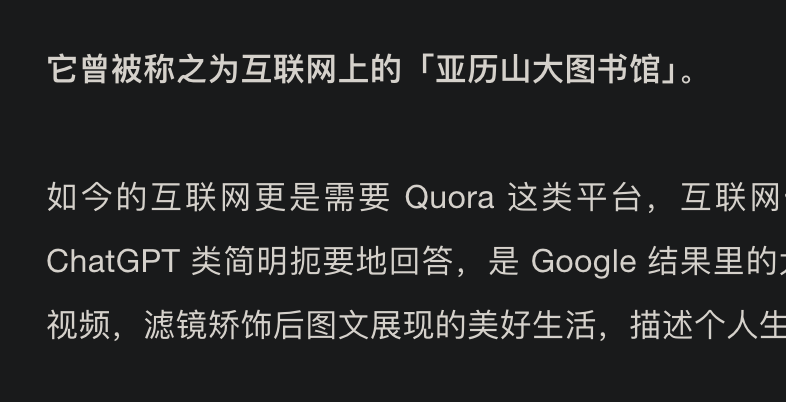 它曾被称之为互联网上的「亚历山大图书馆」。
如今的互联网更是需要 Quora 这类平台，互联网
ChatGPT 类简明扼要地回答，是 Google 结果里的
视频，滤镜矫饰后图文展现的美好生活，描述个人生